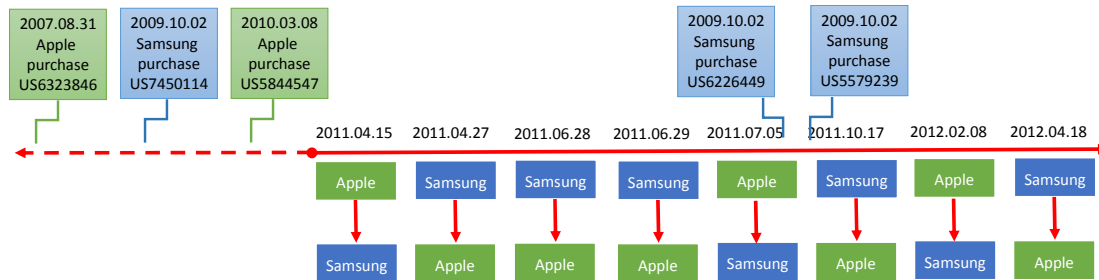 2007.08.31
Apple
purchase
US6323846
2009.10.02
Samsung
purchase
US7450114
2010.03.08
Apple
purchase
US5844547
2009.10.02
Samsung
purchase
US6226449
2009.10.02
Samsung
purchase
US5579239
2011.04.15 2011.04.27 2011.06.28 2011.06.29 2011.07.05 2011.10.17 2012.02.08 2012.04.18
Apple Samsung Samsung Samsung Apple Samsung Apple Samsung
Samsung Apple Apple Apple Samsung Apple Samsung Apple